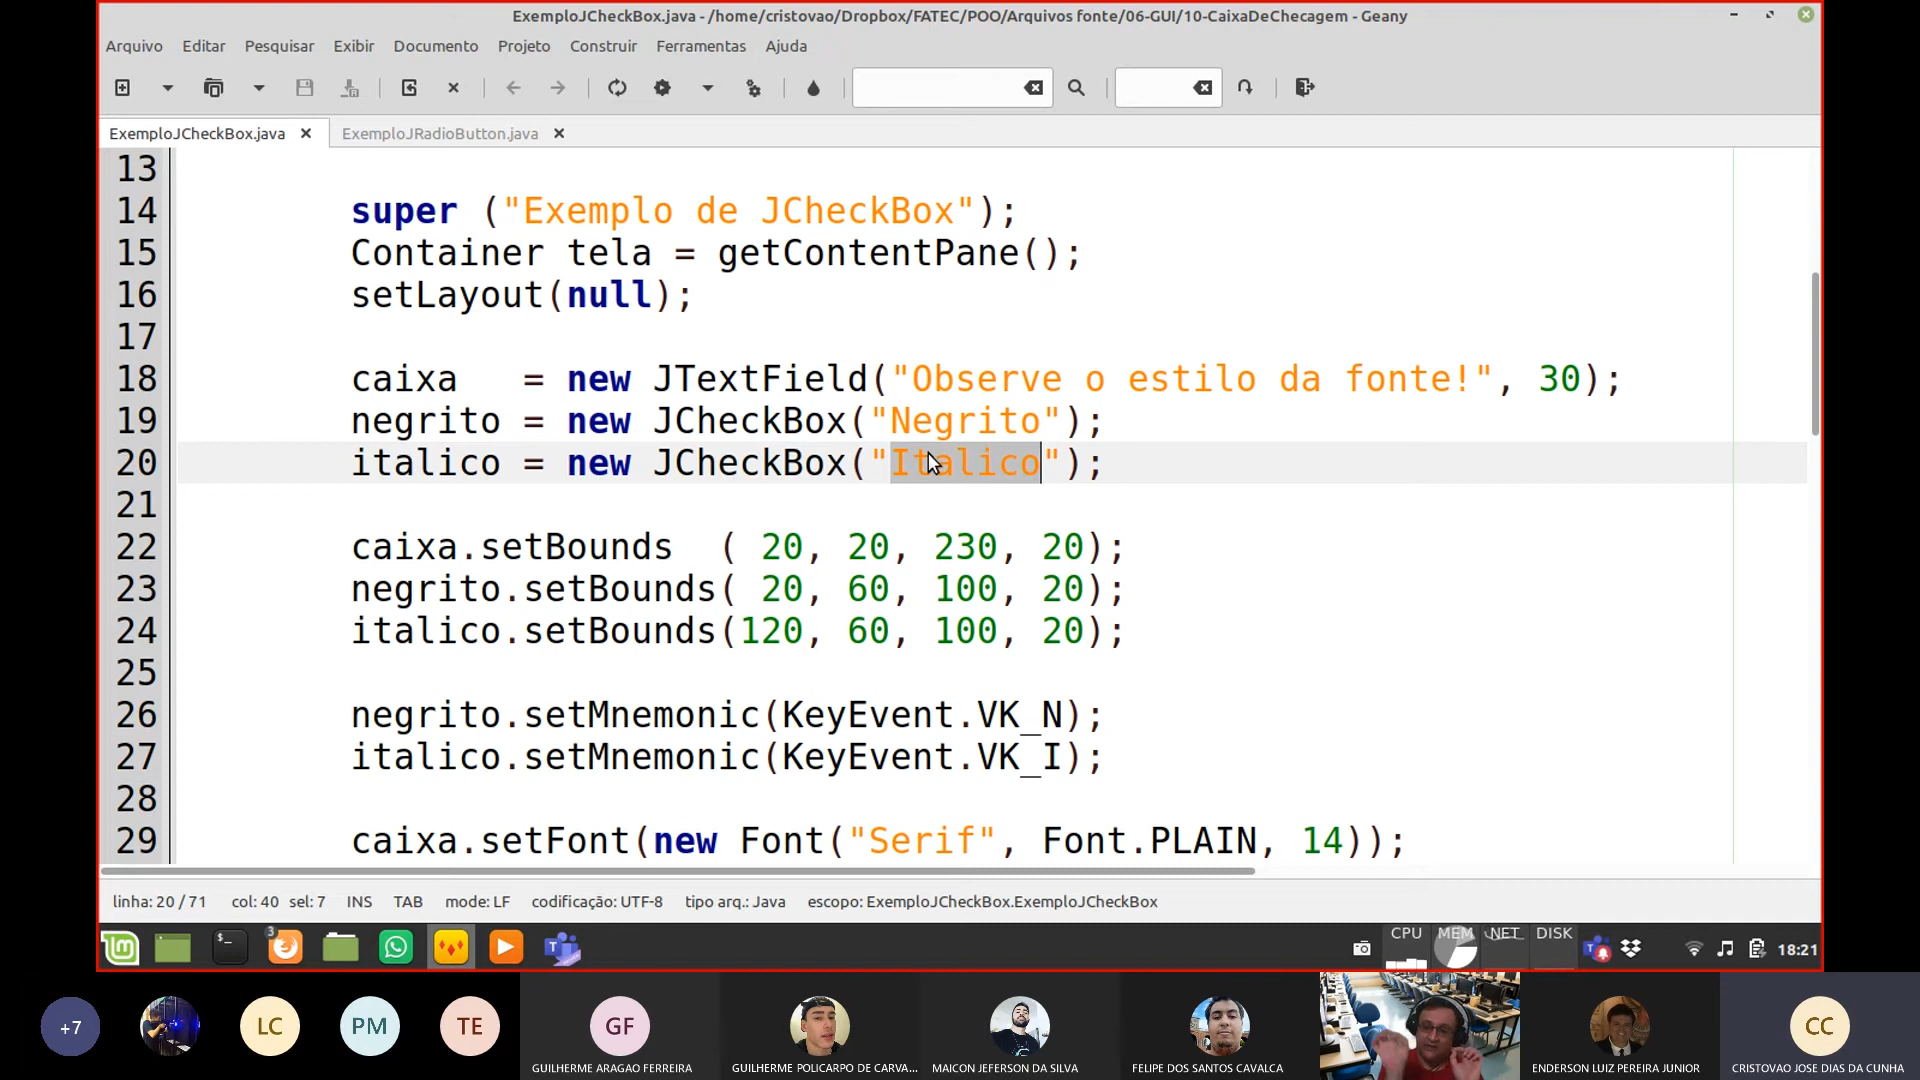 ExemploJCheckBox.java - /home/cristovao/Dropbox/FATEC/POO/Arquivos fonte/06-GUI/10-CaixaDeChecagem - Geany
Arquivo Editar Pesquisar Exibir Documento Projeto Construir Ferramentas Ajuda
ExemploJCheckBox.java ExemploJRadioButton.java
13
14 super ("Exemplo de JCheckBox");
15 Container tela = getContentPane();
16 setLayout(null);
17
18 caixa = new JTextField("Observe o estilo da fonte!", 30);
19 negrito = new JCheckBox("Negrito");
20 italico = new JCheckBox("Italico");
21
22 caixa.setBounds ( 20, 20, 230, 20);
23 negrito.setBounds( 20, 60, 100, 20);
24 italico.setBounds(120, 60, 100, 20);
25
26 negrito.setMnemonic(KeyEvent.VK_N);
27 italico.setMnemonic(KeyEvent.VK_I);
28
29 caixa.setFont(new Font("Serif", Font.PLAIN, 14));
linha: 20 / 71 col: 40 sel: 7 INS TAB mode: LF codificação: UTF-8 tipo arq.: Java escopo: ExemploJCheckBox.ExemploJCheckBox
3 CPU MEM NET DISK 18:21
+7 LC PM TE GF CC
GUILHERME ARAGAO FERREIRA GUILHERME POLICARPO DE CARVA... MAICON JEFERSON DA SILVA FELIPE DOS SANTOS CAVALCA ENDERSON LUIZ PEREIRA JUNIOR CRISTOVAO JOSE DIAS DA CUNHA